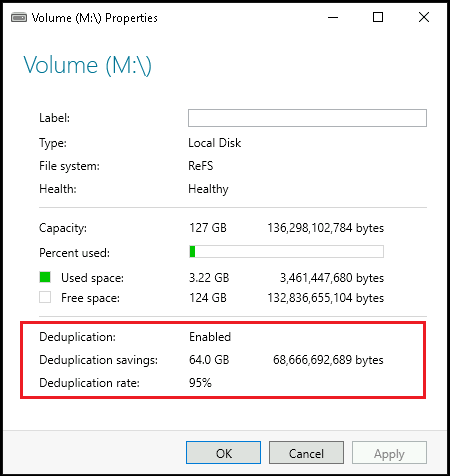 Volume (M:\) Properties
Volume (M:\)
Label:
Type: Local Disk
File system: ReFS
Health: Healthy
Capacity: 127 GB 136,298,102,784 bytes
Percent used:
Used space: 3.22 GB 3,461,447,680 bytes
Free space: 124 GB 132,836,655,104 bytes
Deduplication: Enabled
Deduplication savings: 64.0 GB 68,666,692,689 bytes
Deduplication rate: 95%
OK Cancel Apply